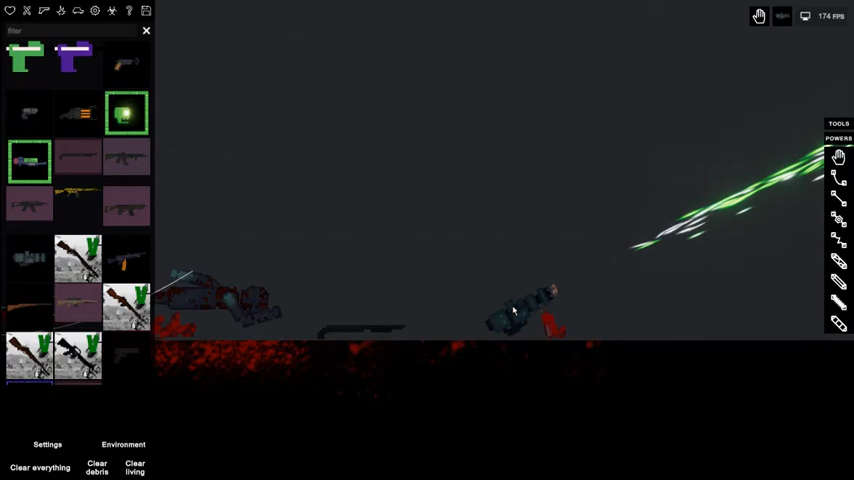 174 FPS
filter
TOOLS
POWERS
Settings
Environment
Clear everything
Clear debris
Clear living